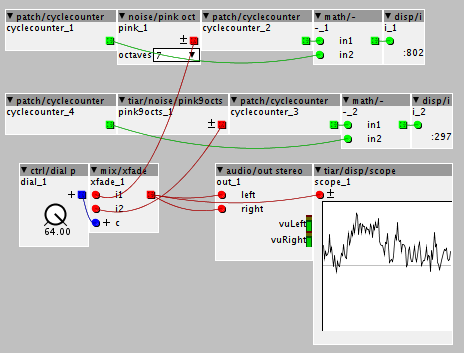 patch/cyclecounter noise/pink oct patch/cyclecounter math/- disp/i
cyclecounter_1 pink_1 cyclecounter_2 -_1 i_1
± in1
octaves 7 in2 :802
patch/cyclecounter tiar/noise/pink9octs patch/cyclecounter math/- disp/i
cyclecounter_4 pink9octs_1 cyclecounter_3 -_2 i_2
± in1
in2 :297
ctrl/dial p mix/xfade audio/out stereo tiar/disp/scope
dial_1 xfade_1 out_1 scope_1
+ i1 ± left ±
i2 right
64.00 + c vuLeft
vuRight